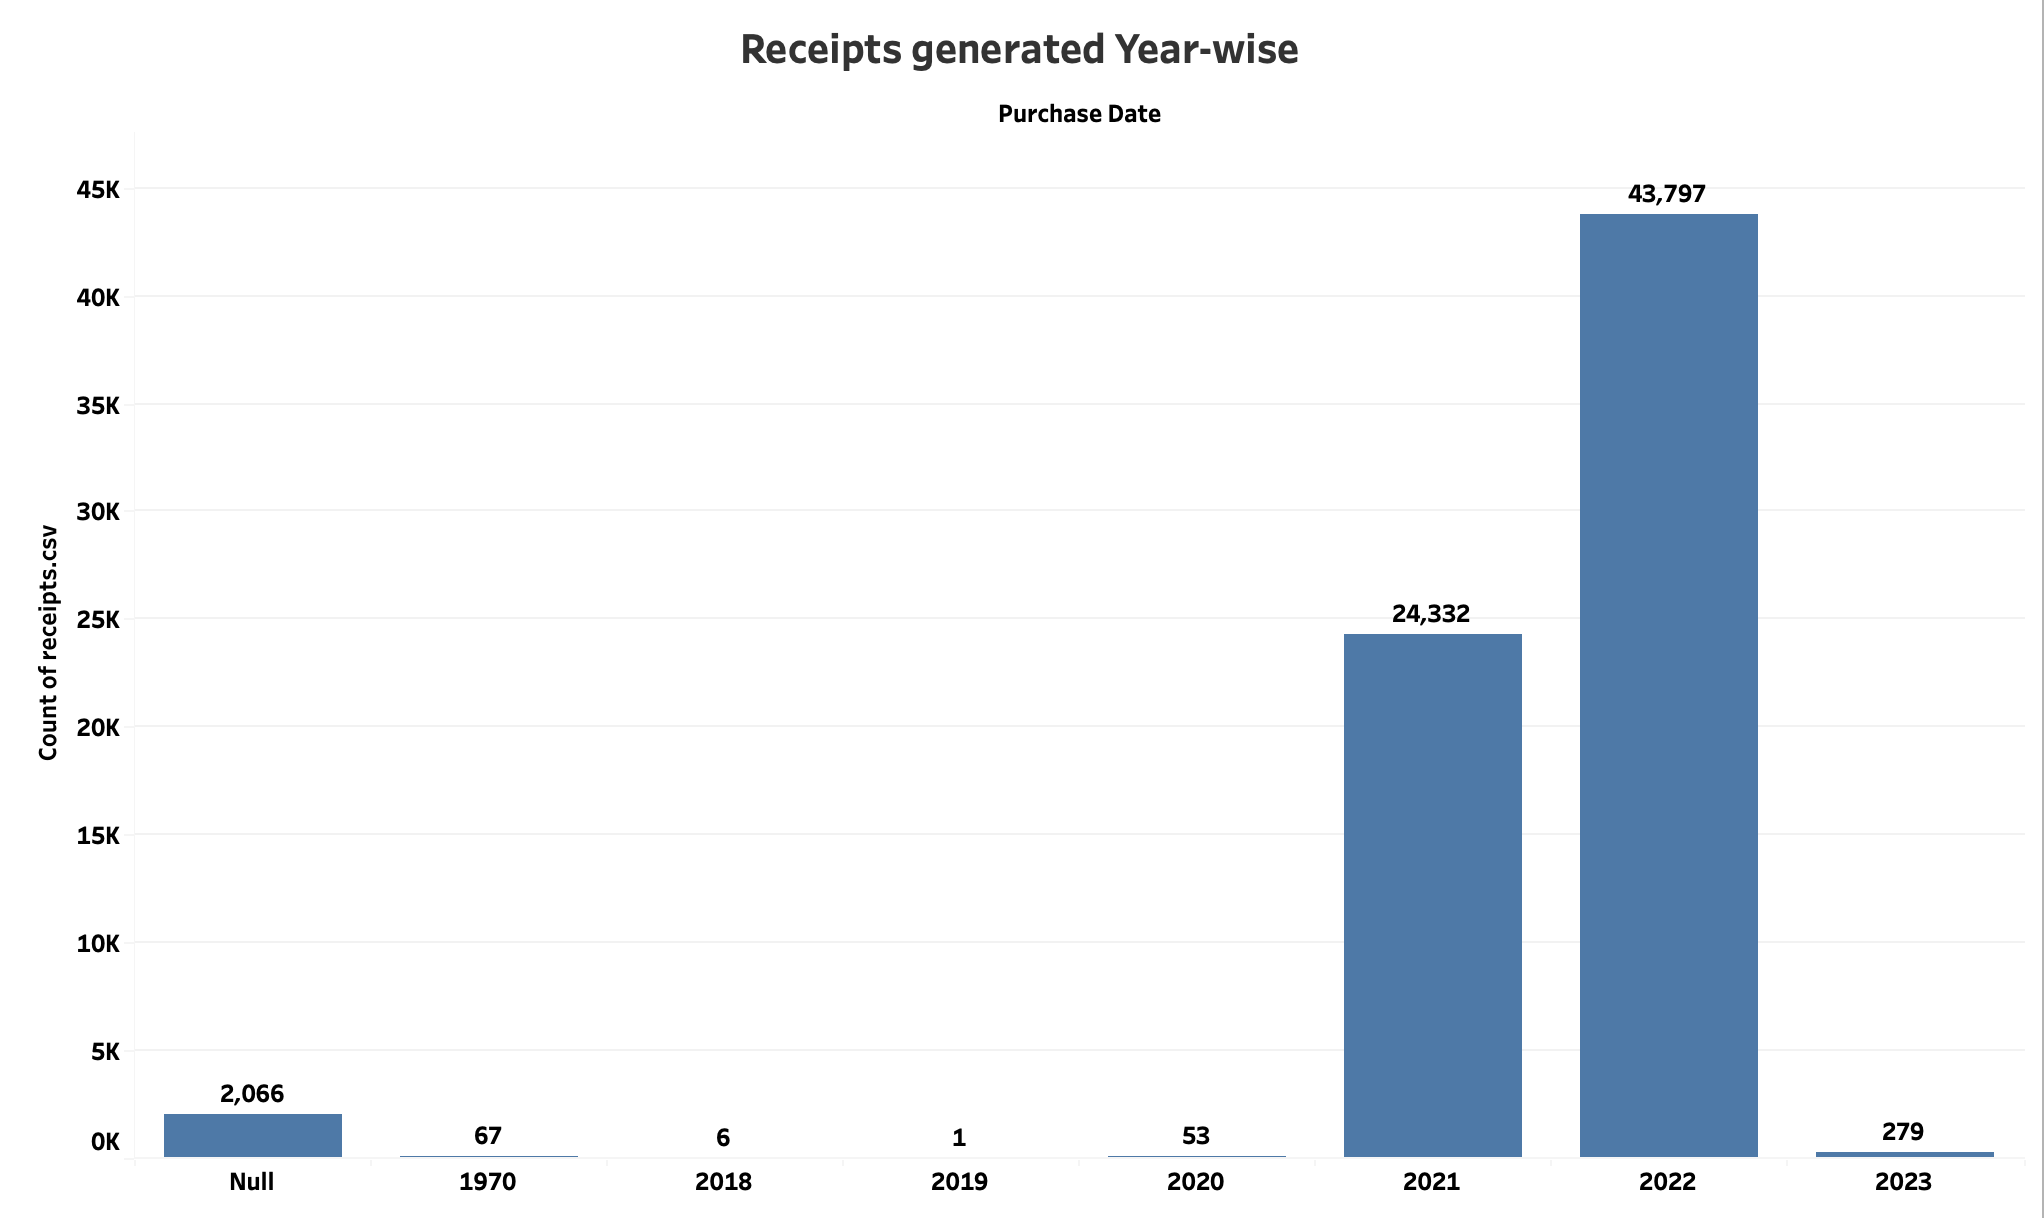 Receipts generated Year-wise
Purchase Date
Count of receipts.csv
45K
40K
35K
30K
25K
20K
15K
10K
5K
0K
2,066
67
6
1
53
24,332
43,797
279
Null
1970
2018
2019
2020
2021
2022
2023